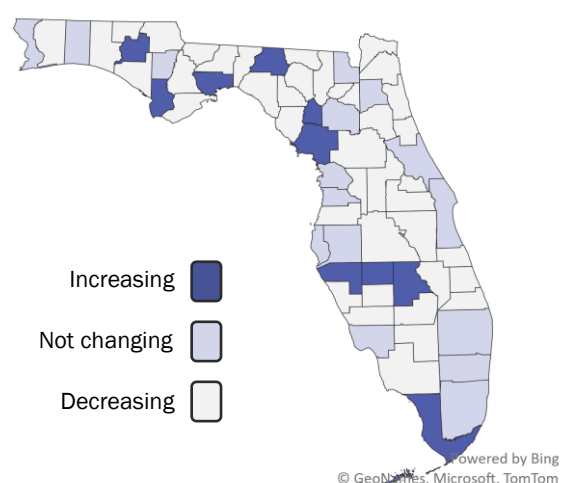 Increasing
Not changing
Decreasing
Powered by Bing
© GeoNames, Microsoft, TomTom